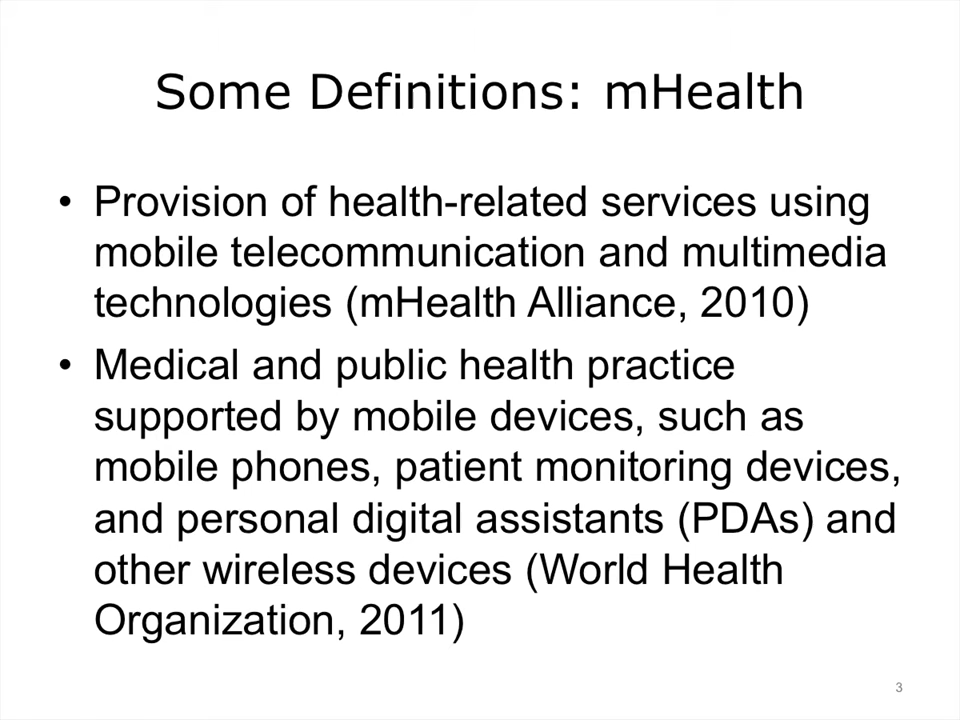 Some Definitions: mHealth
• Provision of health-related services using
mobile telecommunication and multimedia
technologies (mHealth Alliance, 2010)
• Medical and public health practice
supported by mobile devices, such as
mobile phones, patient monitoring devices,
and personal digital assistants (PDAs) and
other wireless devices (World Health
Organization, 2011)
3